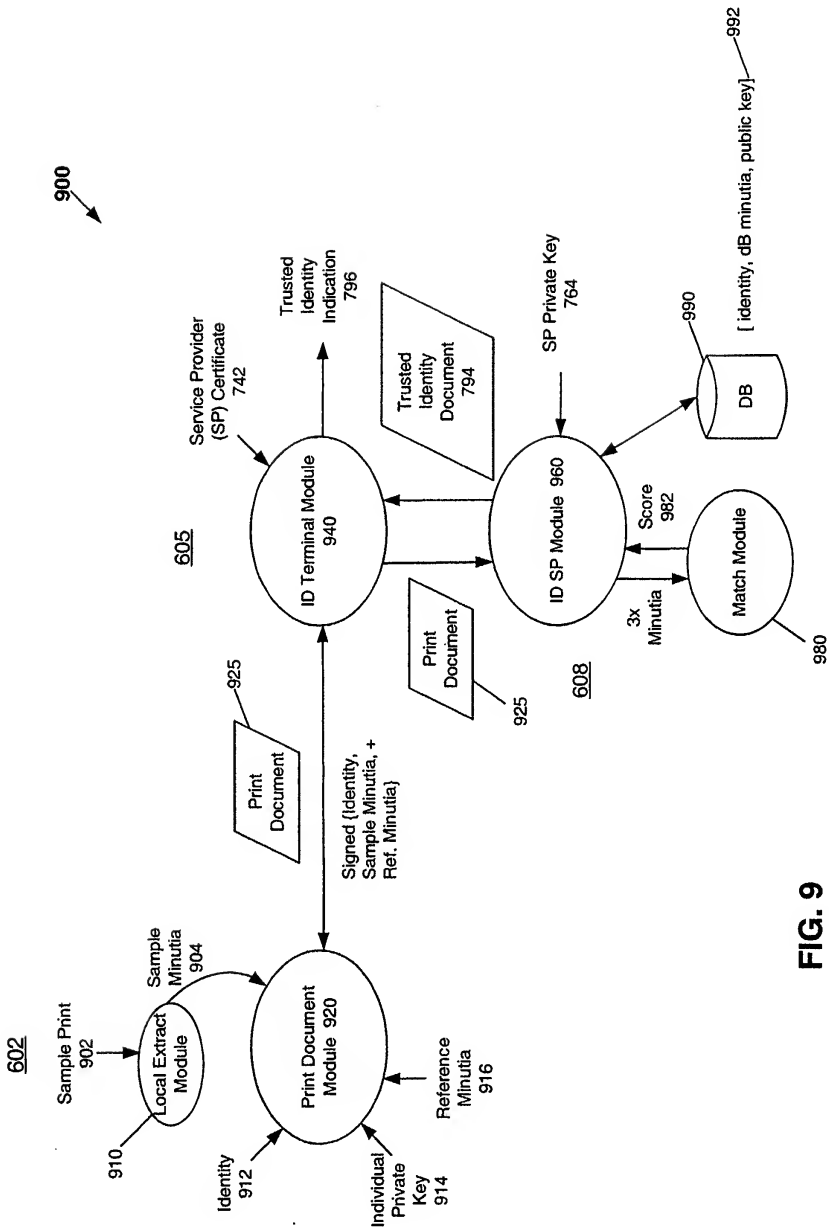 900
602
605
608
Sample Print
902
Local Extract
Module
910
Sample
Minutia
904
Identity
912
Individual
Private
Key
914
Print Document
Module 920
Reference
Minutia
916
Print
Document
925
Signed {Identity,
Sample Minutia, +
Ref. Minutia}
Service Provider
(SP) Certificate
742
ID Terminal Module
940
Trusted
Identity
Indication
796
Print
Document
925
Trusted
Identity
Document
794
SP Private Key
764
ID SP Module 960
3x
Minutia
Score
982
Match Module
980
DB
990
[ identity, dB minutia, public key]
992
FIG. 9